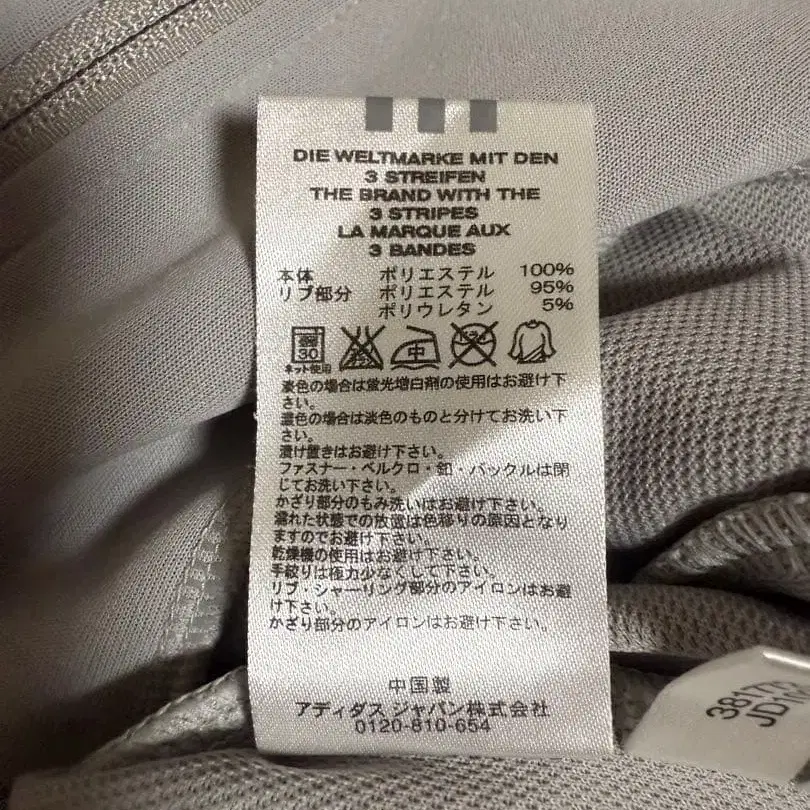 DIE WELTMARKE MIT DEN
3 STREIFEN
THE BRAND WITH THE
3 STRIPES
LA MARQUE AUX
3 BANDES
本体 ポリエステル 100%
リブ部分 ポリエステル 95%
ポリウレタン 5%
30 中 ドライ
ネット使用
淡色の場合は蛍光増白剤の使用はお避け下
さい。
濃色の場合は淡色のものと分けてお洗い下
さい。
漬け置きはお避け下さい。
ファスナー・ベルクロ・釦・バックルは閉
じてお洗い下さい。
かざり部分のもみ洗いはお避け下さい。
濡れた状態での放置は色移りの原因となり
ますのでお避け下さい。
乾燥機の使用はお避け下さい。
手絞りは極力少なくして下さい。
リブ・シャーリング部分のアイロンはお避
け下さい。
かざり部分のアイロンはお避け下さい。
中国製
アディダス ジャパン株式会社
0120-810-654